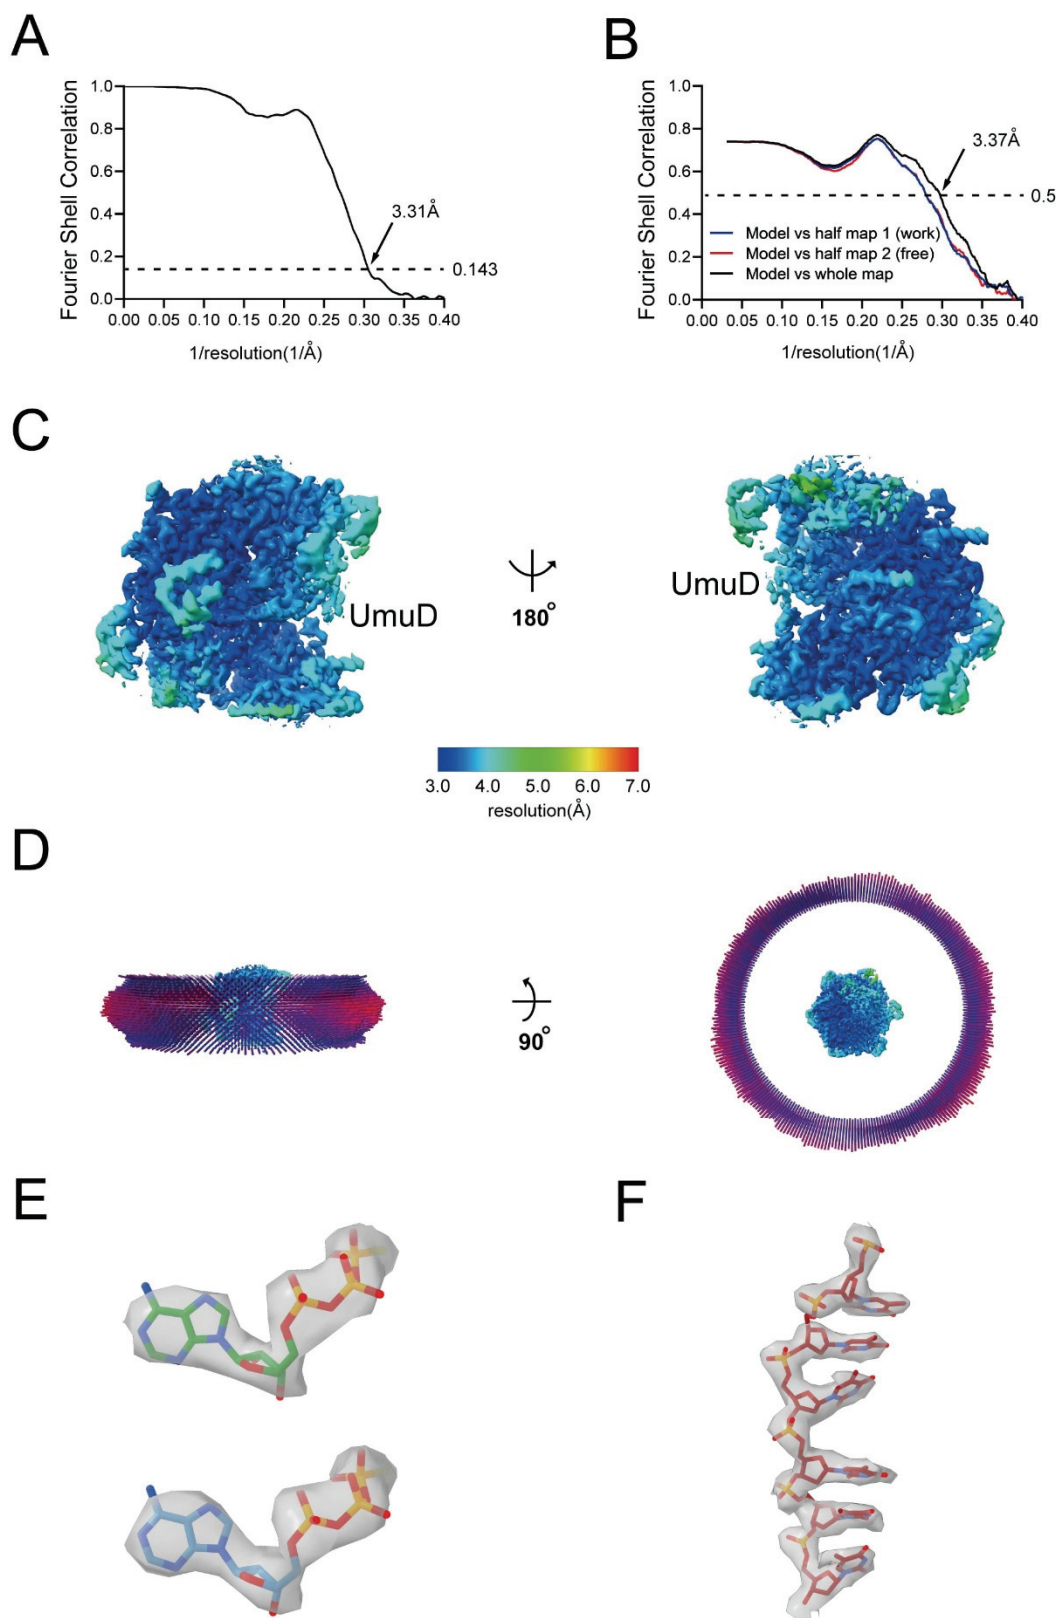 A
B
Fourier Shell Correlation
1.0
0.8
0.6
0.4
0.2
0.0
3.31Å
0.143
0.00 0.05 0.10 0.15 0.20 0.25 0.30 0.35 0.40
1/resolution(1/Å)
Fourier Shell Correlation
1.0
0.8
0.6
0.4
0.2
0.0
3.37Å
0.5
Model vs half map 1 (work)
Model vs half map 2 (free)
Model vs whole map
0.00 0.05 0.10 0.15 0.20 0.25 0.30 0.35 0.40
1/resolution(1/Å)
C
UmuD
180°
UmuD
3.0 4.0 5.0 6.0 7.0
resolution(Å)
D
90°
E
F